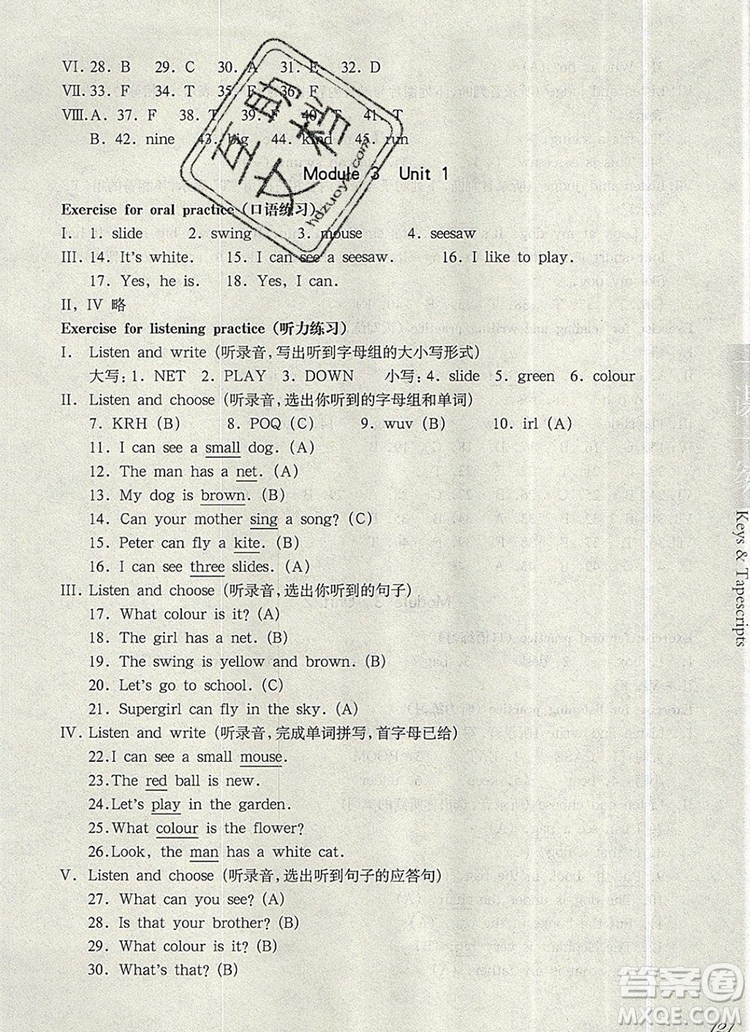 VI. 28. B 29. C 30. A 31. E 32. D
VII. 33. F 34. T 35. T 36. T
VIII. A. 37. F 38. T 39. 40. T 41. T
B. 42. nine 43. big 44. kind 45. run
Module 3 Unit 1
Exercise for oral practice (口语练习)
I. 1. slide 2. swing 3. mouse 4. seesaw
III. 14. It's white. 15. I can see a seesaw. 16. I like to play.
17. Yes, he is. 18. Yes, I can.
II, IV 略
Exercise for listening practice (听力练习)
I. Listen and write (听录音,写出听到字母组的大小写形式)
大写: 1. NET 2. PLAY 3. DOWN 小写: 4. slide 5. green 6. colour
II. Listen and choose (听录音,选出你听到的字母组和单词)
7. KRH (B) 8. POQ (B) 9. wuv (B) 10. irl (A)
11. I can see a small dog. (A)
12. The man has a net. (A)
13. My dog is brown. (B)
14. Can your mother sing a song? (C)
15. Peter can fly a kite. (B)
16. I can see three slides. (C)
III. Listen and choose (听录音,选出你听到的句子)
17. What colour is it? (A)
18. The girl has a net. (B)
19. The swing is yellow and brown. (B)
20. Let's go to school. (C)
21. Supergirl can fly in the sky. (A)
IV. Listen and write (听录音,完成单词拼写,首字母已给)
22. I can see a small mouse.
23. The red ball is new.
24. Let's play in the garden.
25. What colour is the flower?
26. Look, the man has a white cat.
V. Listen and choose (听录音,选出听到句子的应答句)
27. What can you see? (A)
28. Is that your brother? (B)
29. What colour is it? (B)
30. What's that? (B)
Keys & Tapescripts
121
互助文档
hdzuoye.com
答案圈
MXQE.COM